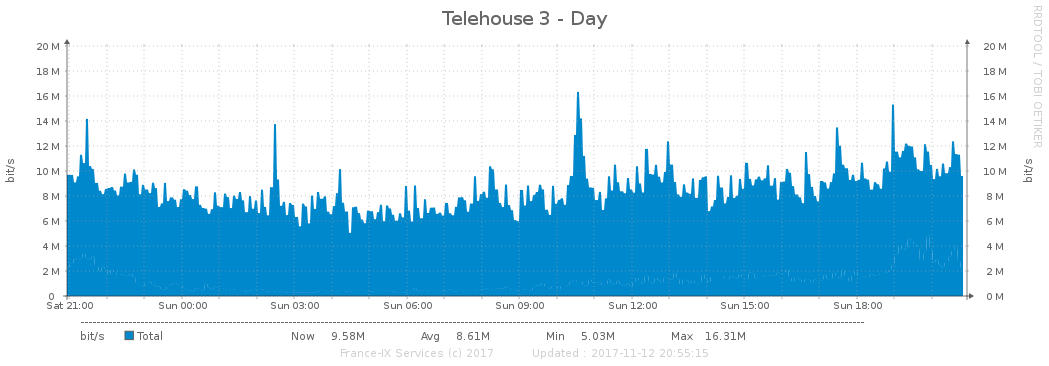 Telehouse 3 - Day
RRDTOOL / TOBI OETIKER
bit/s
bit/s
20 M 20 M
18 M 18 M
16 M 16 M
14 M 14 M
12 M 12 M
10 M 10 M
8 M 8 M
6 M 6 M
4 M 4 M
2 M 2 M
0 0 M
Sat 21:00 Sun 00:00 Sun 03:00 Sun 06:00 Sun 09:00 Sun 12:00 Sun 15:00 Sun 18:00
bit/s Total Now 9.58M Avg 8.61M Min 5.03M Max 16.31M
France-IX Services (c) 2017 Updated : 2017-11-12 20:55:15